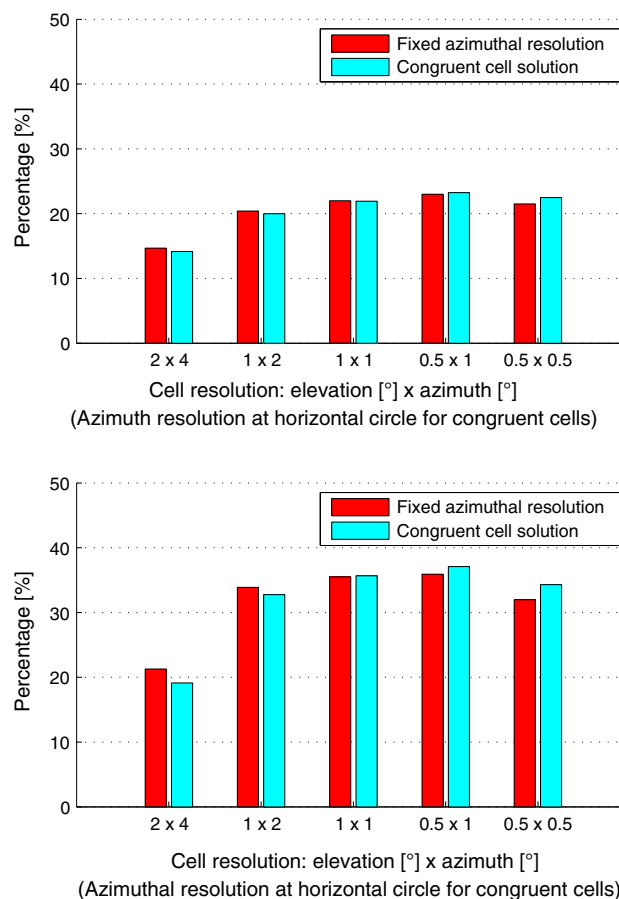 50
40
30
20
10
0
Percentage [%]
Fixed azimuthal resolution
Congruent cell solution
2 x 4 1 x 2 1 x 1 0.5 x 1 0.5 x 0.5
Cell resolution: elevation [°] x azimuth [°]
(Azimuth resolution at horizontal circle for congruent cells)
50
40
30
20
10
0
Percentage [%]
Fixed azimuthal resolution
Congruent cell solution
2 x 4 1 x 2 1 x 1 0.5 x 1 0.5 x 0.5
Cell resolution: elevation [°] x azimuth [°]
(Azimuthal resolution at horizontal circle for congruent cells)